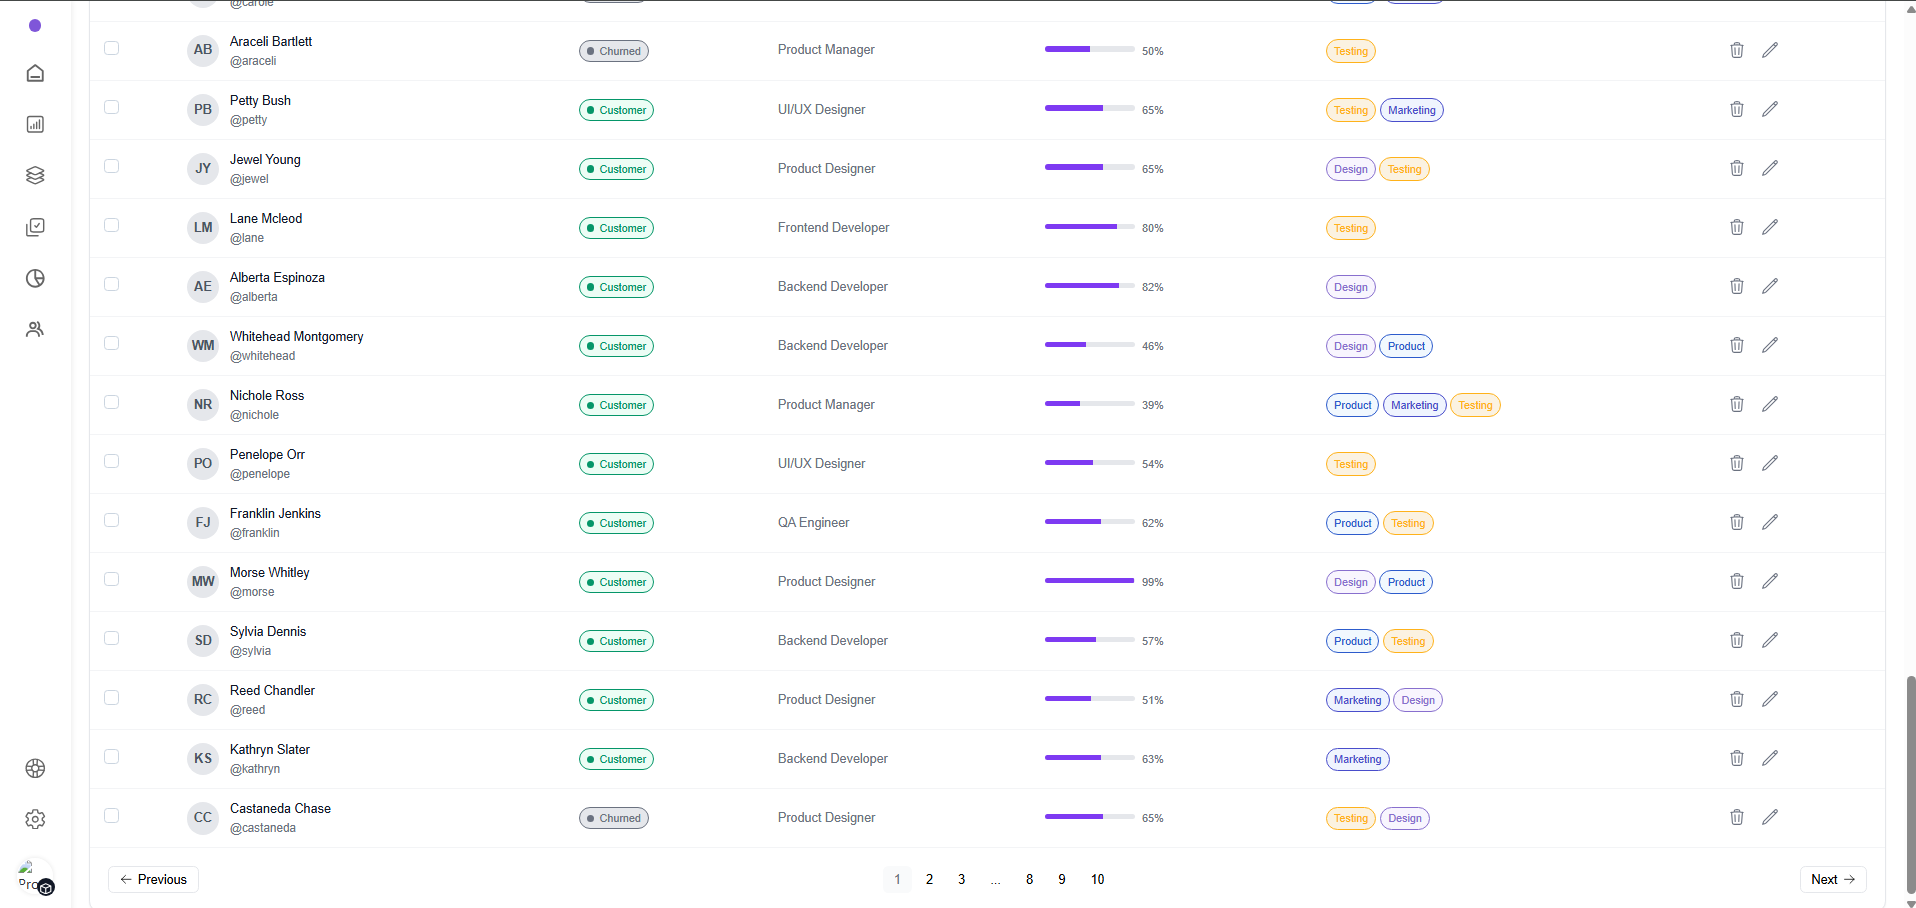 @carole
AB Araceli Bartlett Churned Product Manager 50% Testing
@araceli
PB Petty Bush Customer UI/UX Designer 65% Testing Marketing
@petty
JY Jewel Young Customer Product Designer 65% Design Testing
@jewel
LM Lane Mcleod Customer Frontend Developer 80% Testing
@lane
AE Alberta Espinoza Customer Backend Developer 82% Design
@alberta
WM Whitehead Montgomery Customer Backend Developer 46% Design Product
@whitehead
NR Nichole Ross Customer Product Manager 39% Product Marketing Testing
@nichole
PO Penelope Orr Customer UI/UX Designer 54% Testing
@penelope
FJ Franklin Jenkins Customer QA Engineer 62% Product Testing
@franklin
MW Morse Whitley Customer Product Designer 99% Design Product
@morse
SD Sylvia Dennis Customer Backend Developer 57% Product Testing
@sylvia
RC Reed Chandler Customer Product Designer 51% Marketing Design
@reed
KS Kathryn Slater Customer Backend Developer 63% Marketing
@kathryn
CC Castaneda Chase Churned Product Designer 65% Testing Design
@castaneda
Pro
← Previous 1 2 3 ... 8 9 10 Next →